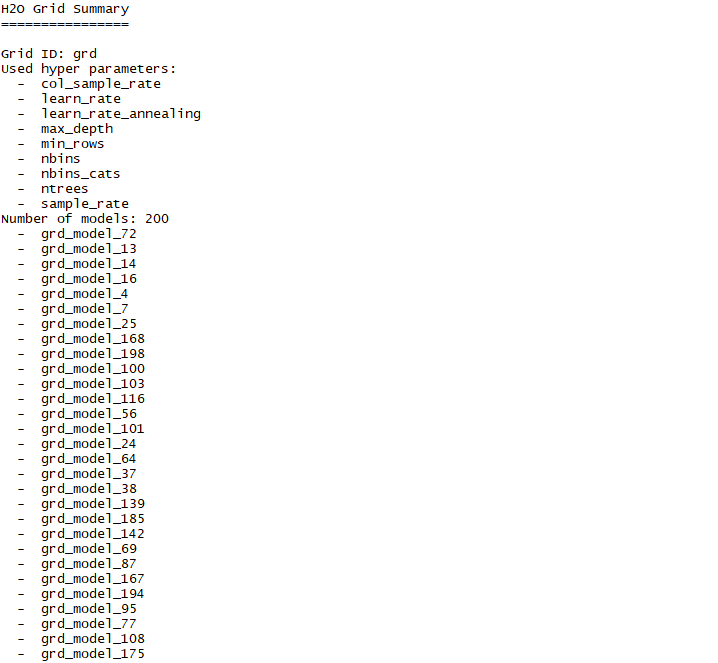 H2O Grid Summary
================
Grid ID: grd
Used hyper parameters:
  -  col_sample_rate
  -  learn_rate
  -  learn_rate_annealing
  -  max_depth
  -  min_rows
  -  nbins
  -  nbins_cats
  -  ntrees
  -  sample_rate
Number of models: 200
  -  grd_model_72
  -  grd_model_13
  -  grd_model_14
  -  grd_model_16
  -  grd_model_4
  -  grd_model_7
  -  grd_model_25
  -  grd_model_168
  -  grd_model_198
  -  grd_model_100
  -  grd_model_103
  -  grd_model_116
  -  grd_model_56
  -  grd_model_101
  -  grd_model_24
  -  grd_model_64
  -  grd_model_37
  -  grd_model_38
  -  grd_model_139
  -  grd_model_185
  -  grd_model_142
  -  grd_model_69
  -  grd_model_87
  -  grd_model_167
  -  grd_model_194
  -  grd_model_95
  -  grd_model_77
  -  grd_model_108
  -  grd_model_175